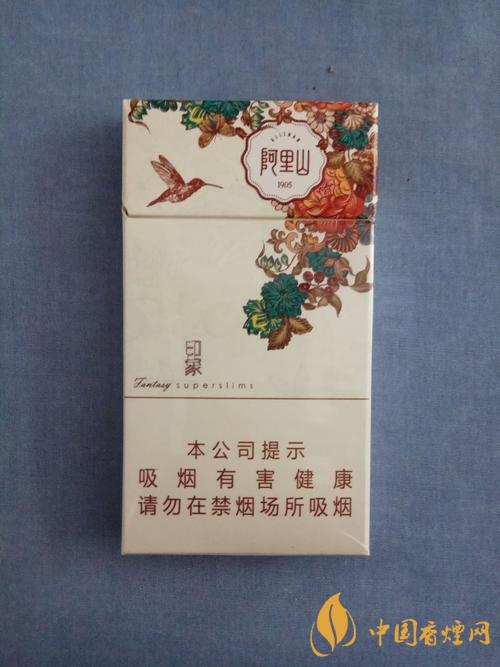 阿里山
1905
印象
Fantasy superslims
本公司提示
吸烟有害健康
请勿在禁烟场所吸烟
中国香煙网